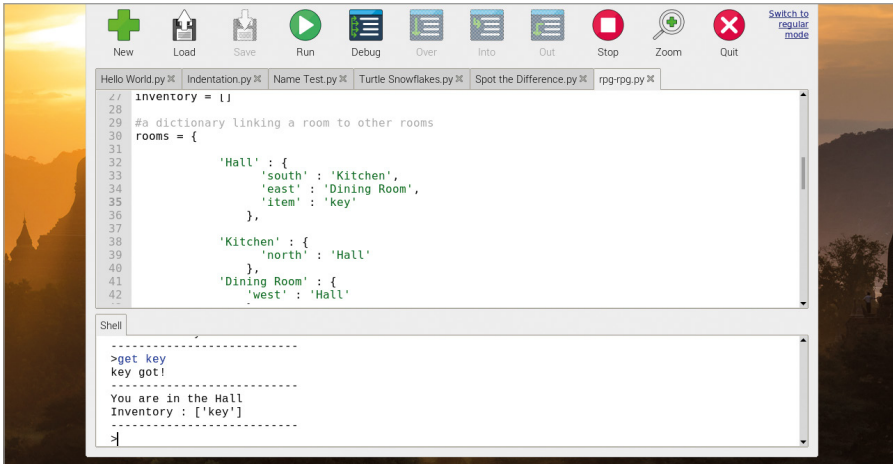 Switch to
regular
mode
New Load Save Run Debug Over Into Out Stop Zoom Quit
Hello World.py Indentation.py Name Test.py Turtle Snowflakes.py Spot the Difference.py rpg-rpg.py
27 inventory = []
28
29 #a dictionary linking a room to other rooms
30 rooms = {
31
32 'Hall' : {
33 'south' : 'Kitchen',
34 'east' : 'Dining Room',
35 'item' : 'key'
36 },
37
38 'Kitchen' : {
39 'north' : 'Hall'
40 },
41 'Dining Room' : {
42 'west' : 'Hall'
Shell
---------------------------
>get key
key got!
---------------------------
You are in the Hall
Inventory : ['key']
---------------------------
>